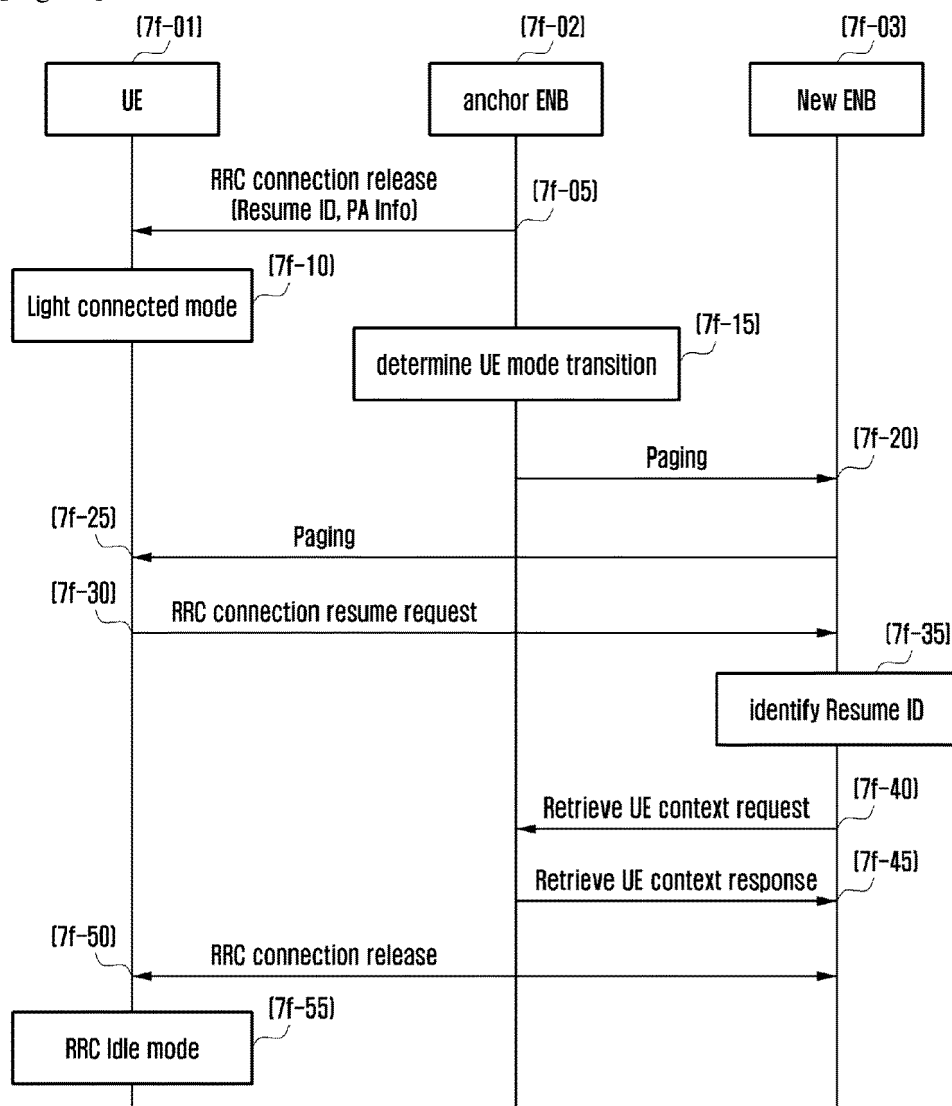 [7f-01]
[7f-02]
[7f-03]
UE
anchor ENB
New ENB
RRC connection release
(Resume ID, PA Info)
[7f-05]
[7f-10]
Light connected mode
[7f-15]
determine UE mode transition
Paging
[7f-20]
[7f-25]
Paging
[7f-30]
RRC connection resume request
[7f-35]
identify Resume ID
Retrieve UE context request
[7f-40]
Retrieve UE context response
[7f-45]
[7f-50]
RRC connection release
[7f-55]
RRC Idle mode